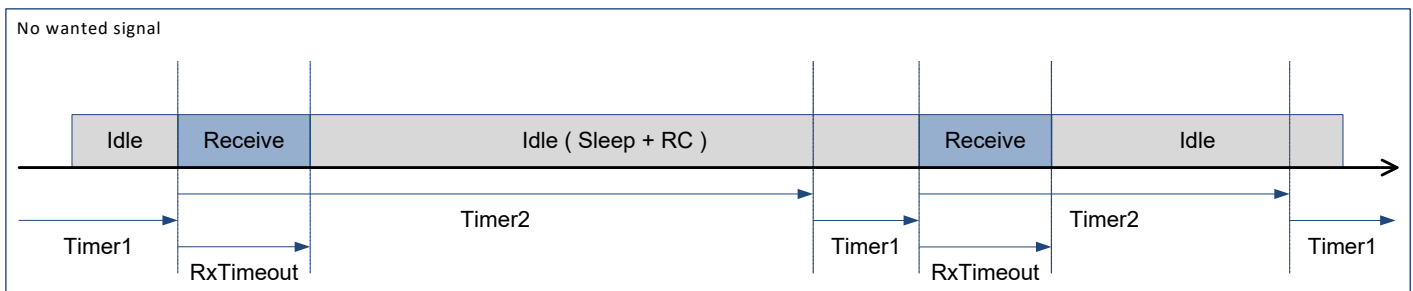 No wanted signal
Idle
Receive
Idle ( Sleep + RC )
Receive
Idle
Timer2
Timer2
Timer1
Timer1
Timer1
RxTimeout
RxTimeout